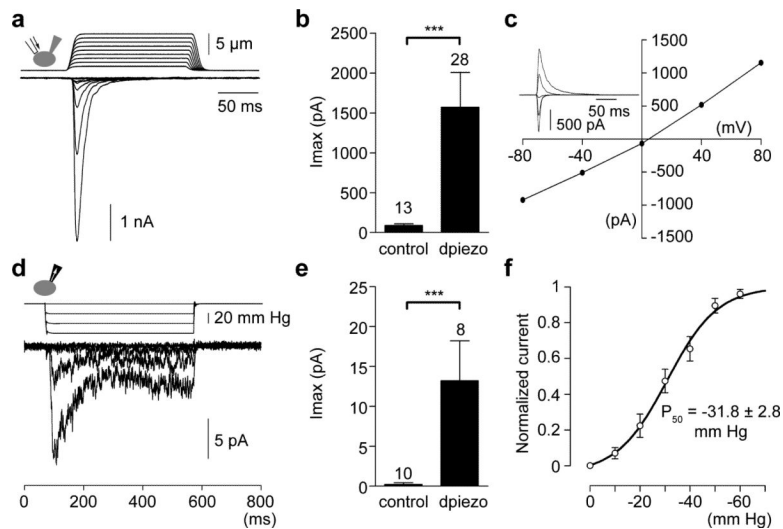 a
5 µm
50 ms
1 nA
b
***
28
13
2500
2000
1500
1000
500
0
Imax (pA)
control dpiezo
c
1500
1000
500
(mV)
50 ms
500 pA
-80 -40 0 40 80
-500
-1000
-1500
(pA)
d
20 mm Hg
5 pA
0 200 400 600 800
(ms)
e
***
8
10
25
20
15
10
5
0
Imax (pA)
control dpiezo
f
1
0.8
0.6
0.4
0.2
0
Normalized current
P50 = -31.8 ± 2.8
mm Hg
0 -20 -40 -60
(mm Hg)